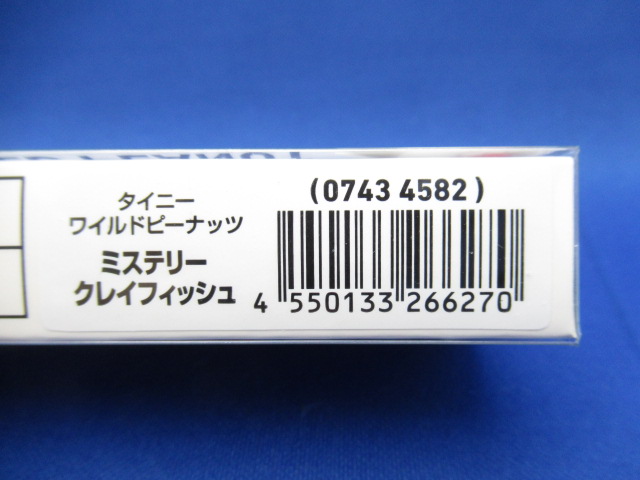 タイニー
ワイルドピーナッツ
ミステリー
クレイフィッシュ
(0743 4582)
4 550133 266270